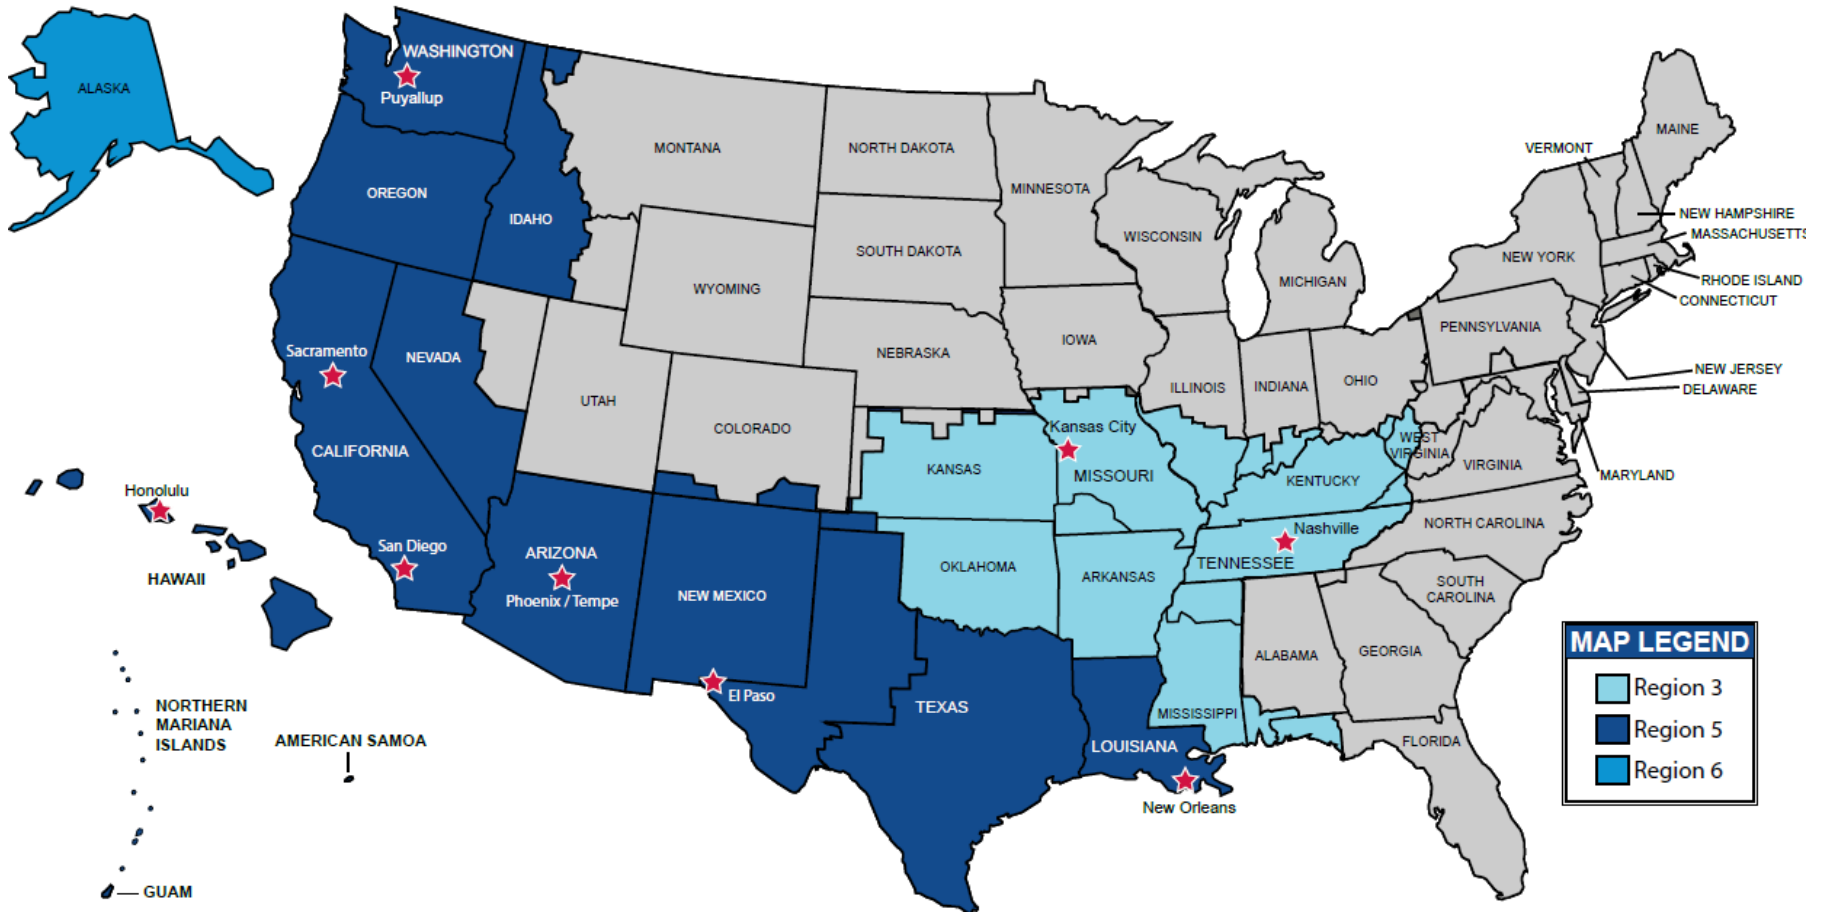 WASHINGTON
Puyallup
ALASKA
MONTANA
NORTH DAKOTA
MINNESOTA
VERMONT
MAINE
OREGON
IDAHO
SOUTH DAKOTA
WISCONSIN
MICHIGAN
NEW YORK
NEW HAMPSHIRE
MASSACHUSETTS
RHODE ISLAND
CONNECTICUT
WYOMING
Sacramento
NEVADA
NEBRASKA
IOWA
PENNSYLVANIA
NEW JERSEY
DELAWARE
UTAH
COLORADO
ILLINOIS
INDIANA
OHIO
CALIFORNIA
KANSAS
Kansas City
MISSOURI
KENTUCKY
WEST
VIRGINIA
VIRGINIA
MARYLAND
Honolulu
HAWAII
San Diego
ARIZONA
Phoenix / Tempe
NEW MEXICO
OKLAHOMA
ARKANSAS
Nashville
TENNESSEE
NORTH CAROLINA
SOUTH
CAROLINA
El Paso
TEXAS
LOUISIANA
New Orleans
MISSISSIPPI
ALABAMA
GEORGIA
FLORIDA
NORTHERN
MARIANA
ISLANDS
AMERICAN SAMOA
GUAM
MAP LEGEND
Region 3
Region 5
Region 6